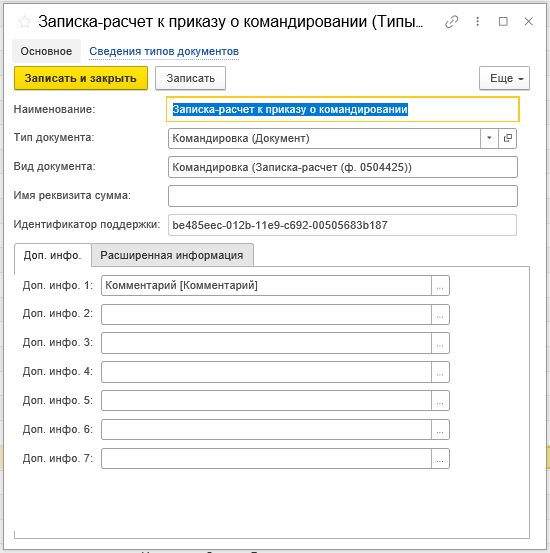 Записка-расчет к приказу о командировании (Типы...
Основное Сведения типов документов
Записать и закрыть Записать Еще
Наименование: Записка-расчет к приказу о командировании
Тип документа: Командировка (Документ)
Вид документа: Командировка (Записка-расчет (ф. 0504425))
Имя реквизита сумма:
Идентификатор поддержки: be485eec-012b-11e9-c692-00505683b187
Доп. инфо. Расширенная информация
Доп. инфо. 1: Комментарий [Комментарий] ...
Доп. инфо. 2: ...
Доп. инфо. 3: ...
Доп. инфо. 4: ...
Доп. инфо. 5: ...
Доп. инфо. 6: ...
Доп. инфо. 7: ...